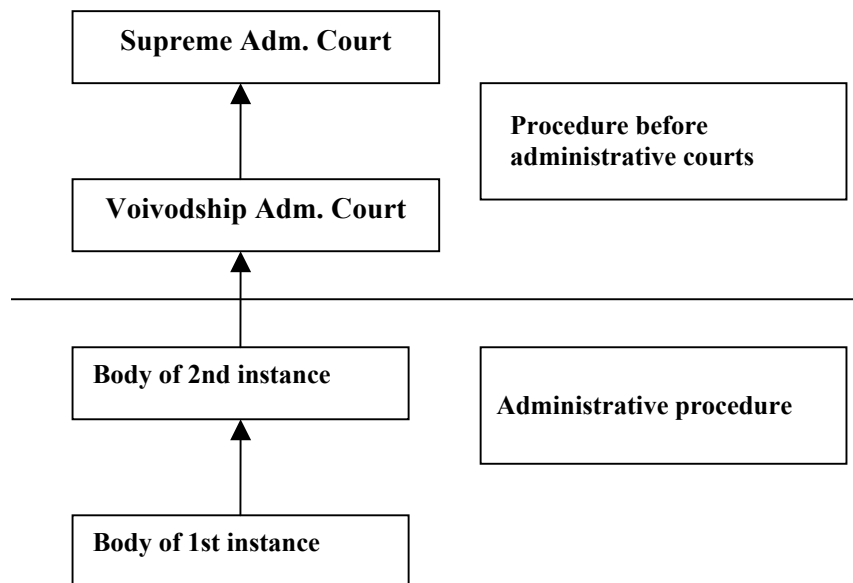 Supreme Adm. Court
Procedure before
administrative courts
Voivodship Adm. Court
Body of 2nd instance
Administrative procedure
Body of 1st instance